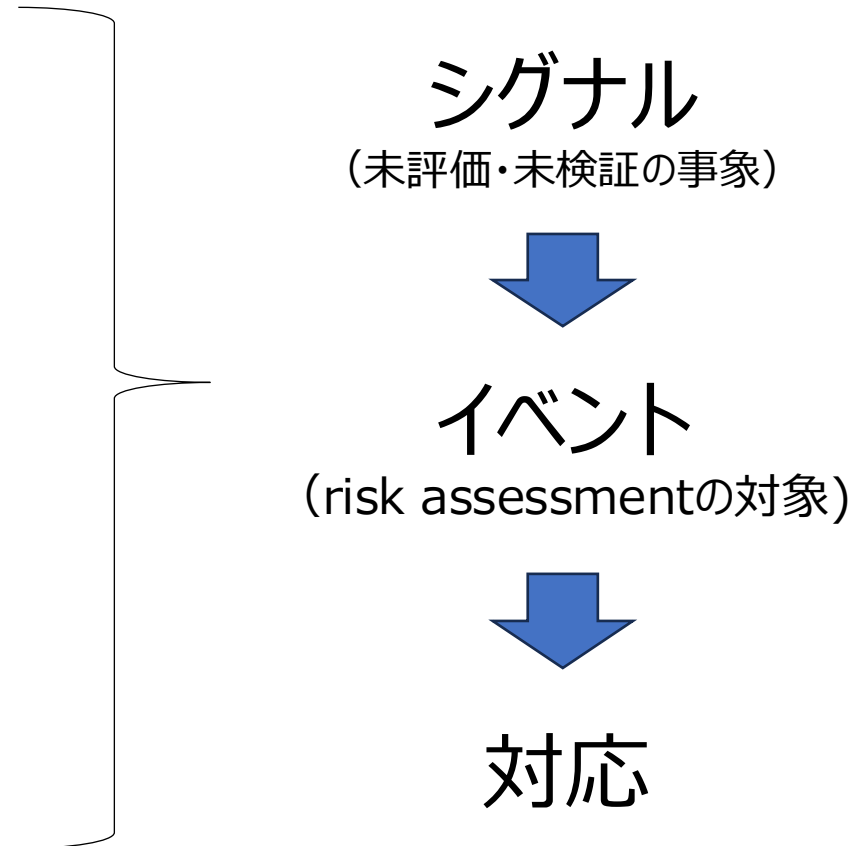 シグナル
（未評価・未検証の事象）
イベント
（risk assessmentの対象)
対応